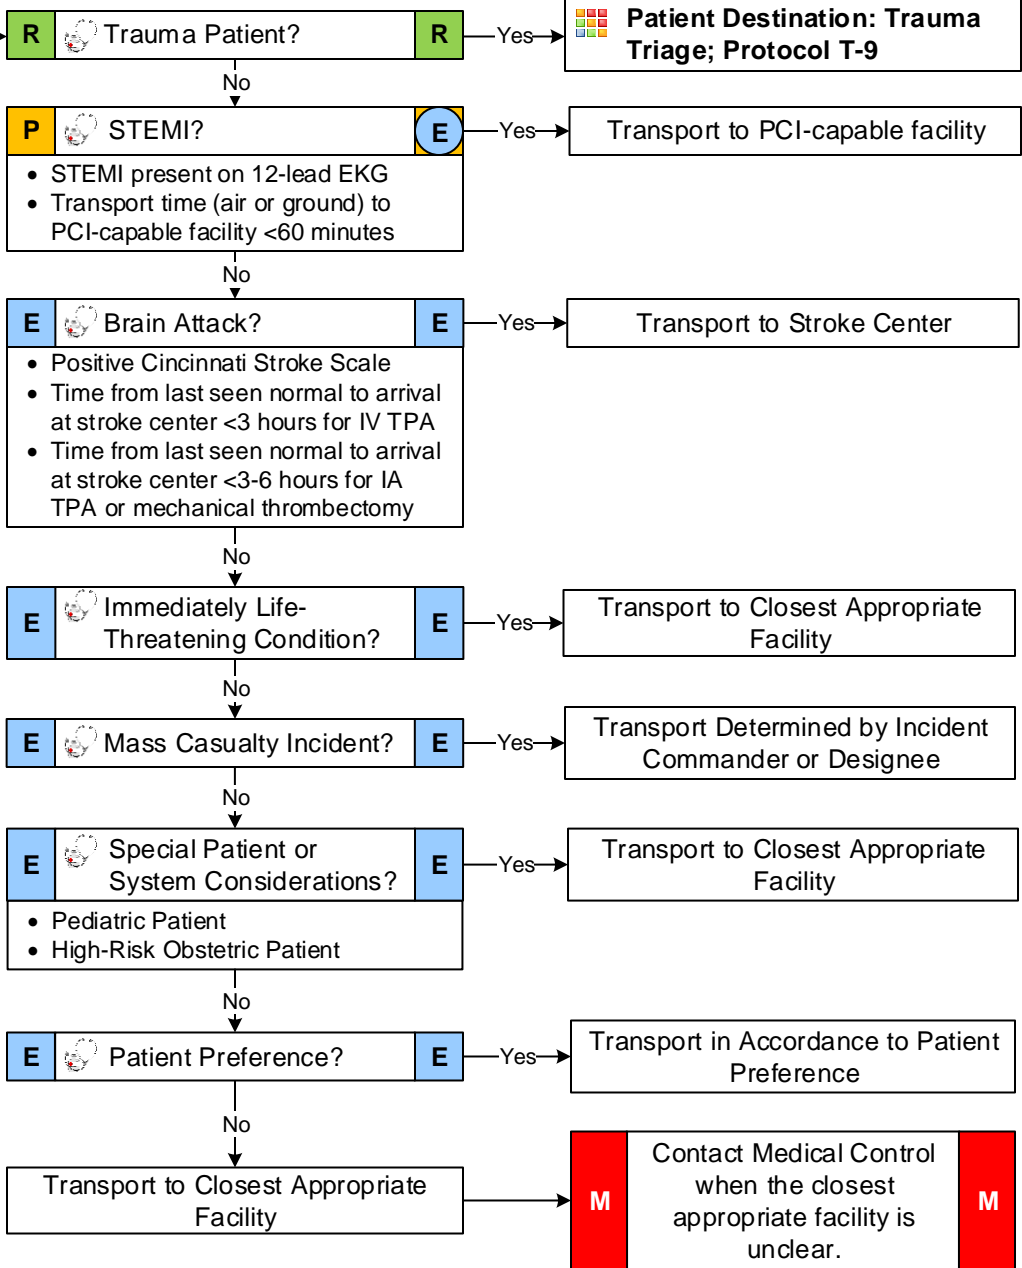 R Trauma Patient? R
Yes
Patient Destination: Trauma
Triage; Protocol T-9
No
P STEMI? E
Yes
Transport to PCI-capable facility
• STEMI present on 12-lead EKG
• Transport time (air or ground) to
PCI-capable facility <60 minutes
No
E Brain Attack? E
Yes
Transport to Stroke Center
• Positive Cincinnati Stroke Scale
• Time from last seen normal to arrival
at stroke center <3 hours for IV TPA
• Time from last seen normal to arrival
at stroke center <3-6 hours for IA
TPA or mechanical thrombectomy
No
E Immediately Life-
Threatening Condition? E
Yes
Transport to Closest Appropriate
Facility
No
E Mass Casualty Incident? E
Yes
Transport Determined by Incident
Commander or Designee
No
E Special Patient or
System Considerations? E
Yes
Transport to Closest Appropriate
Facility
• Pediatric Patient
• High-Risk Obstetric Patient
No
E Patient Preference? E
Yes
Transport in Accordance to Patient
Preference
No
Transport to Closest Appropriate
Facility
M
Contact Medical Control
when the closest
appropriate facility is
unclear.
M